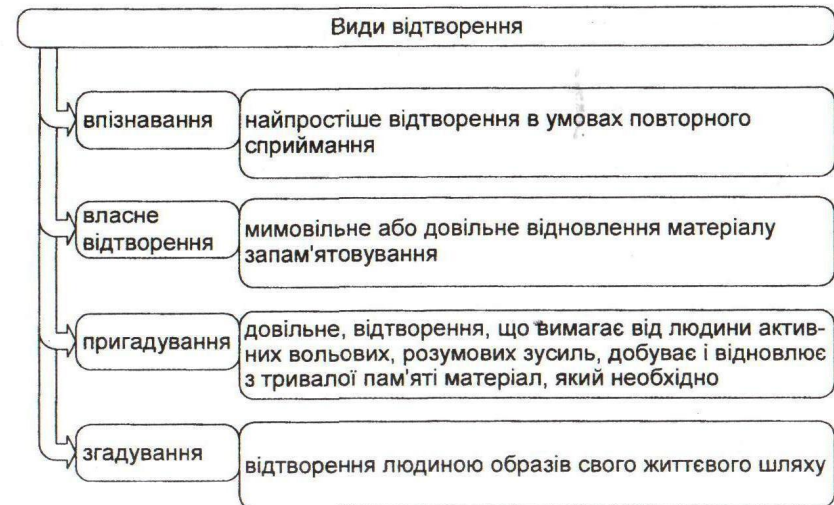 Види відтворення
впізнавання
найпростіше відтворення в умовах повторного
сприймання
власне
відтворення
мимовільне або довільне відновлення матеріалу
запам'ятовування
пригадування
довільне, відтворення, що вимагає від людини актив-
них вольових, розумових зусиль, добуває і відновлює
з тривалої пам'яті матеріал, який необхідно
згадування
відтворення людиною образів свого життєвого шляху